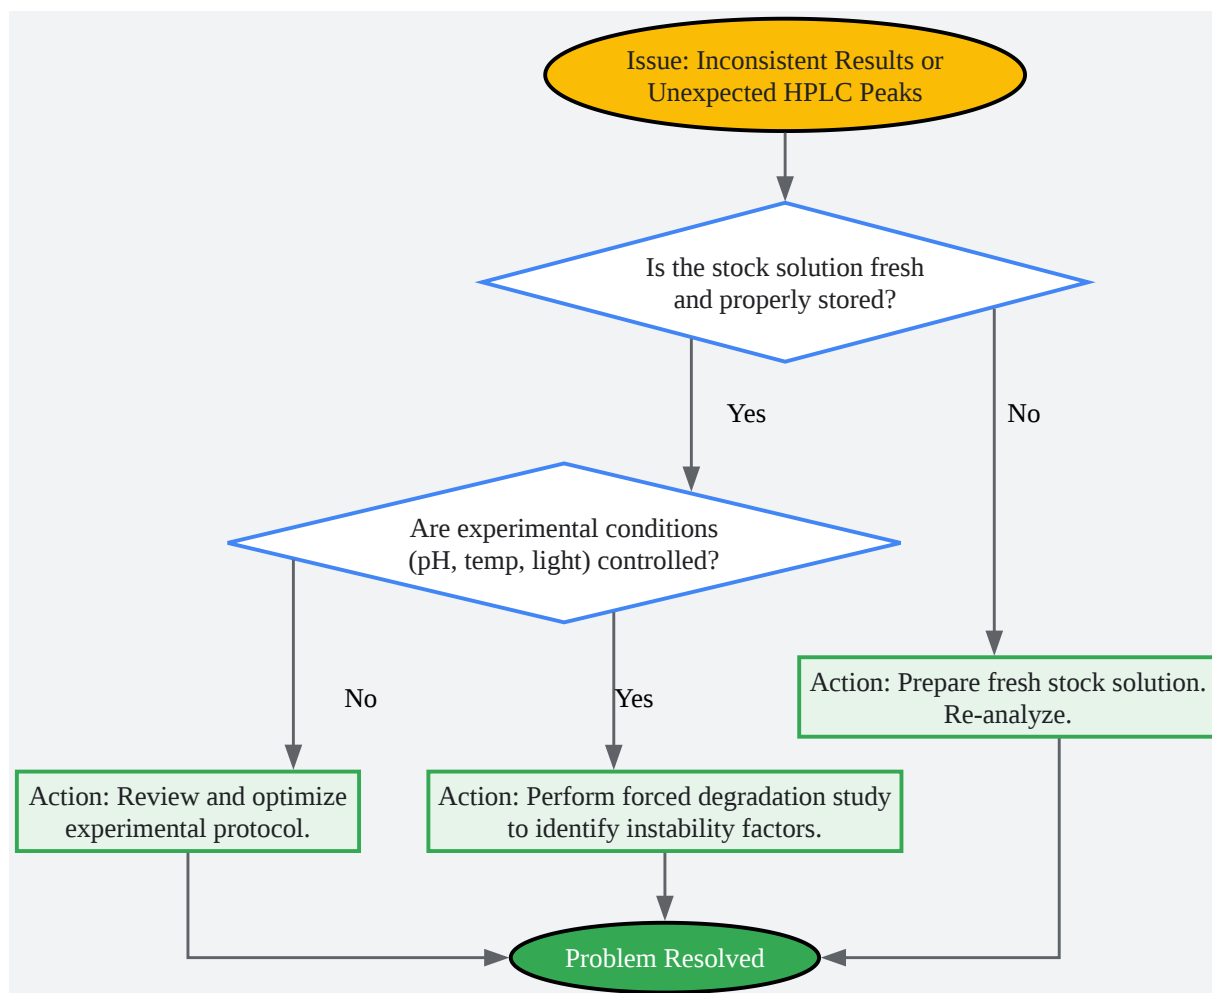 Issue: Inconsistent Results or
Unexpected HPLC Peaks
Is the stock solution fresh
and properly stored?
Yes
No
Are experimental conditions
(pH, temp, light) controlled?
No
Yes
Action: Prepare fresh stock solution.
Re-analyze.
Action: Review and optimize
experimental protocol.
Action: Perform forced degradation study
to identify instability factors.
Problem Resolved